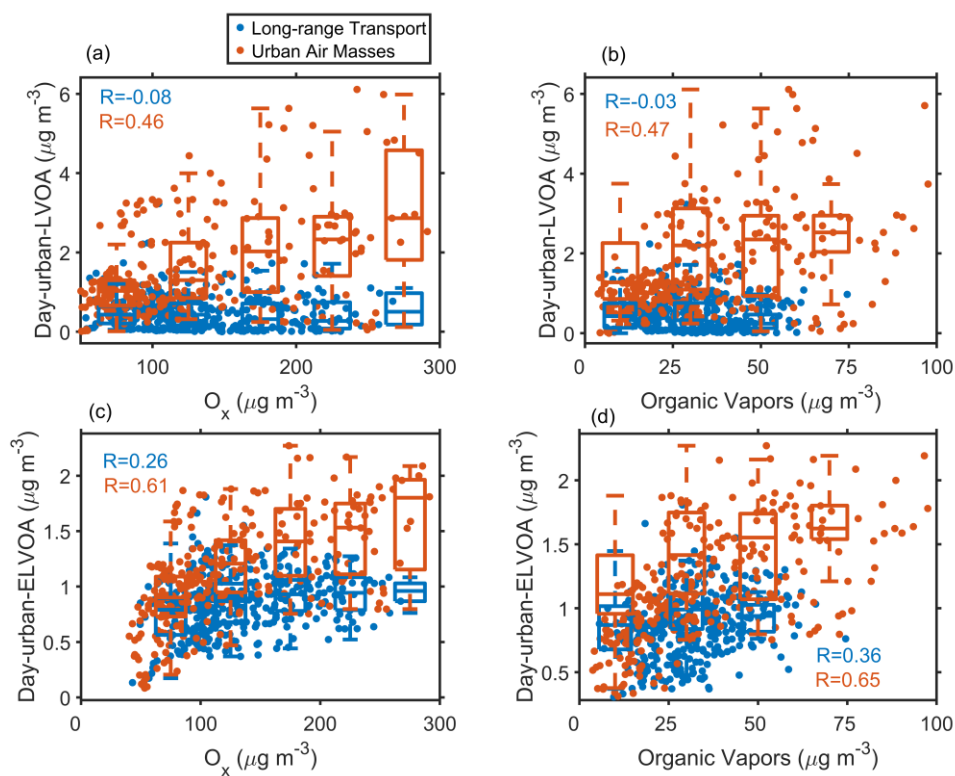 Long-range Transport
Urban Air Masses
(a)
R=-0.08
R=0.46
Day-urban-LVOA (μg m⁻³)
6
4
2
0
100 200 300
Oₓ (μg m⁻³)
(b)
R=-0.03
R=0.47
Day-urban-LVOA (μg m⁻³)
6
4
2
0
0 25 50 75 100
Organic Vapors (μg m⁻³)
(c)
R=0.26
R=0.61
Day-urban-ELVOA (μg m⁻³)
2
1.5
1
0.5
0
0 100 200 300
Oₓ (μg m⁻³)
(d)
Day-urban-ELVOA (μg m⁻³)
2
1.5
1
0.5
R=0.36
R=0.65
0 25 50 75 100
Organic Vapors (μg m⁻³)